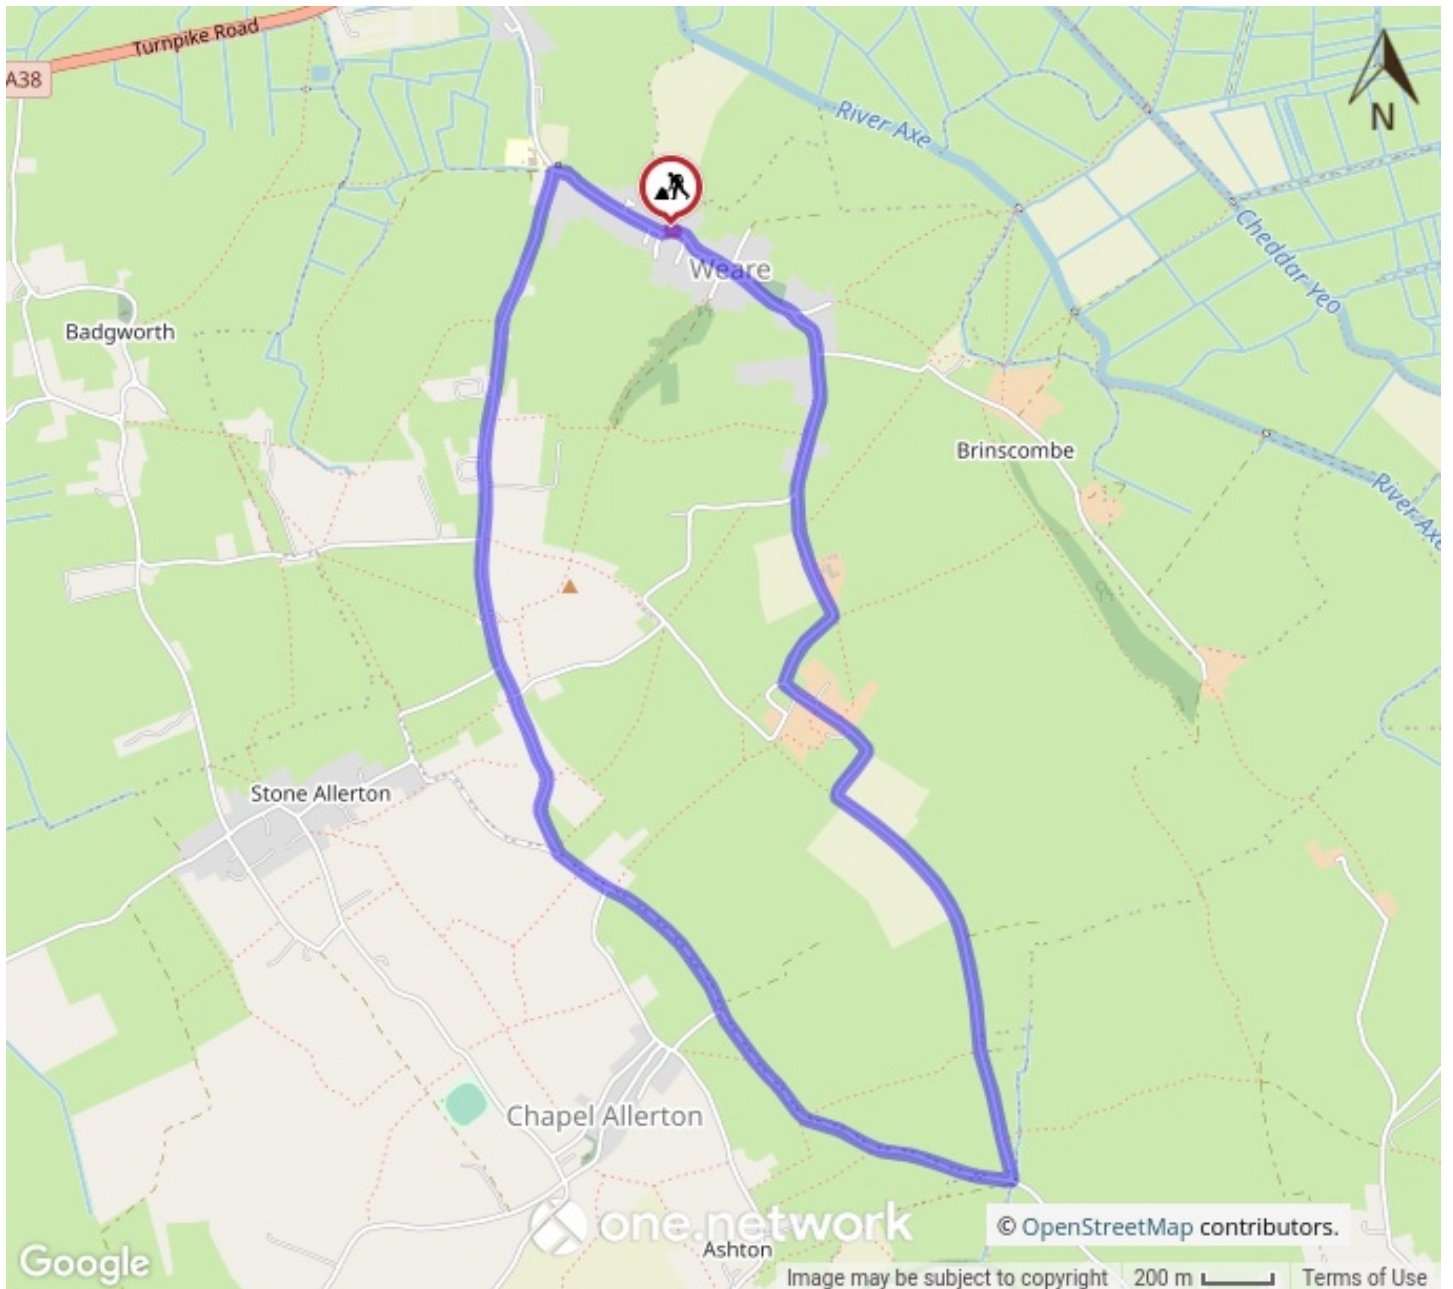 Turnpike Road
A38
River Axe
N
Cheddar Yeo
Weare
Badgworth
Brinscombe
River Axe
Stone Allerton
Chapel Allerton
one.network
© OpenStreetMap contributors.
Ashton
Google
Image may be subject to copyright 200 m Terms of Use